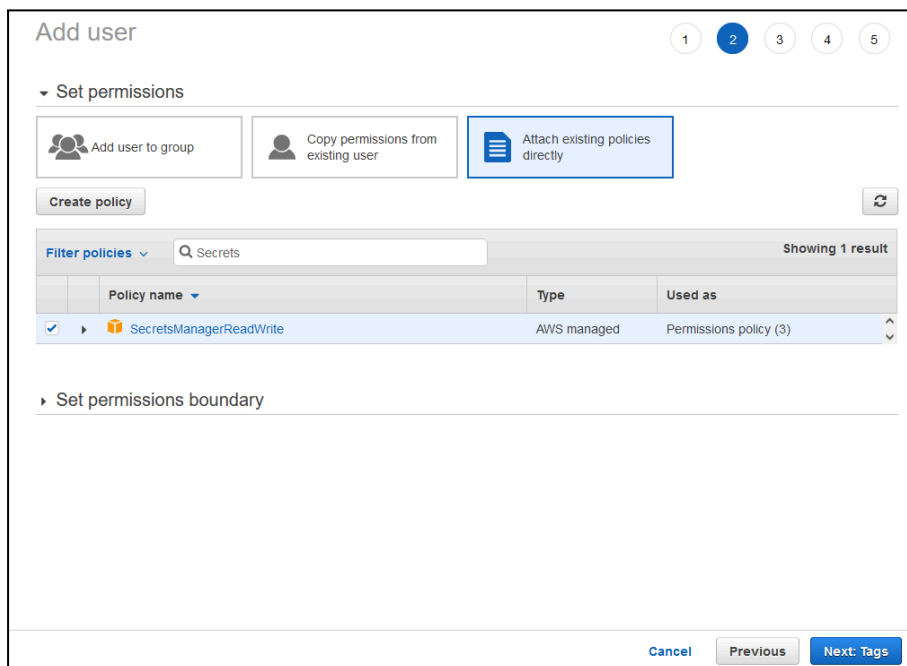 Add user
1 2 3 4 5
Set permissions
Add user to group
Copy permissions from
existing user
Attach existing policies
directly
Create policy
Filter policies
Secrets
Showing 1 result
Policy name Type Used as
SecretsManagerReadWrite AWS managed Permissions policy (3)
Set permissions boundary
Cancel Previous Next: Tags